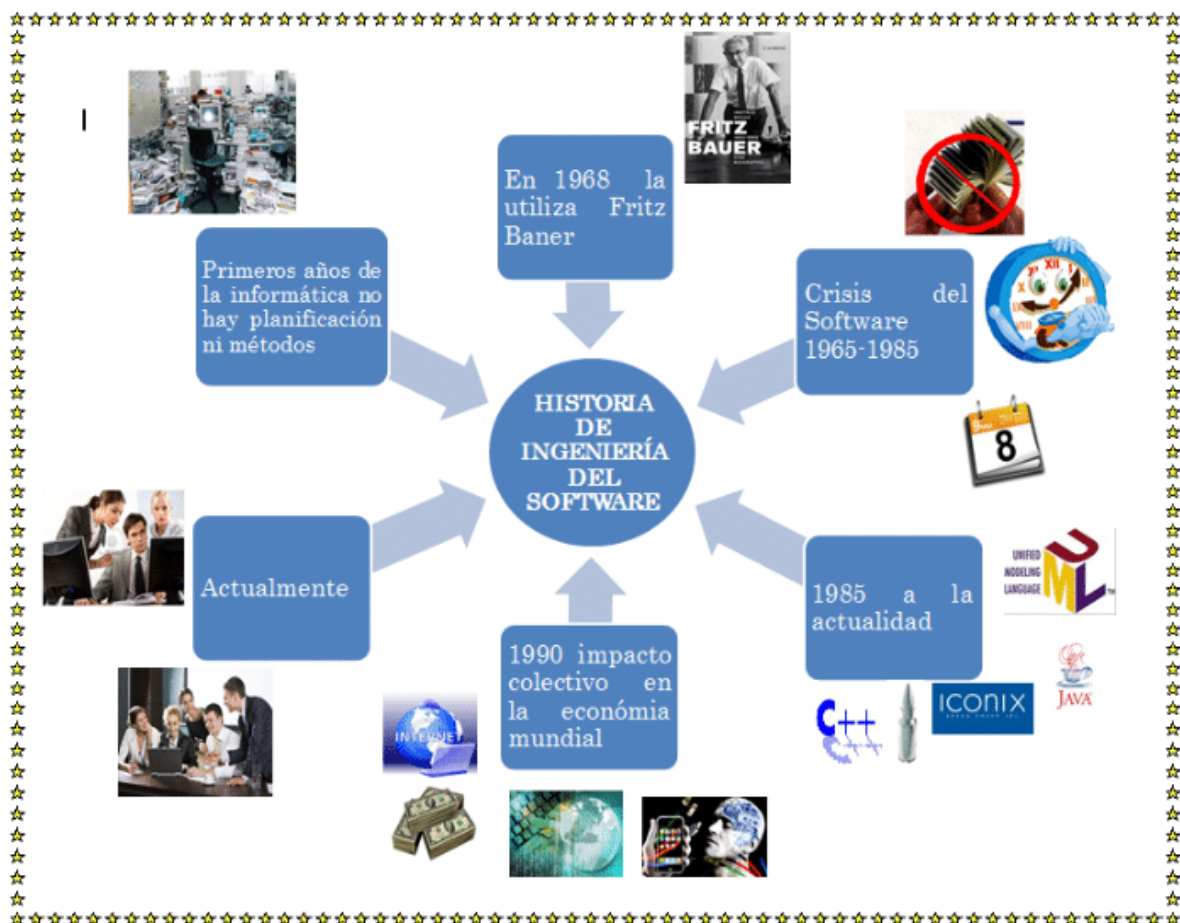 FRITZ
BAUER
En 1968 la
utiliza Fritz
Baner
Primeros años de
la informática no
hay planificación
ni métodos
Crisis del
Software
1965-1985
XII
8
HISTORIA
DE
INGENIERÍA
DEL
SOFTWARE
Actualmente
1985 a la
actualidad
UNIFIED
MODELING
LANGUAGE
UML
TM
1990 impacto
colectivo en
la económia
mundial
INTERNET
C++
ICONIX
JAVA